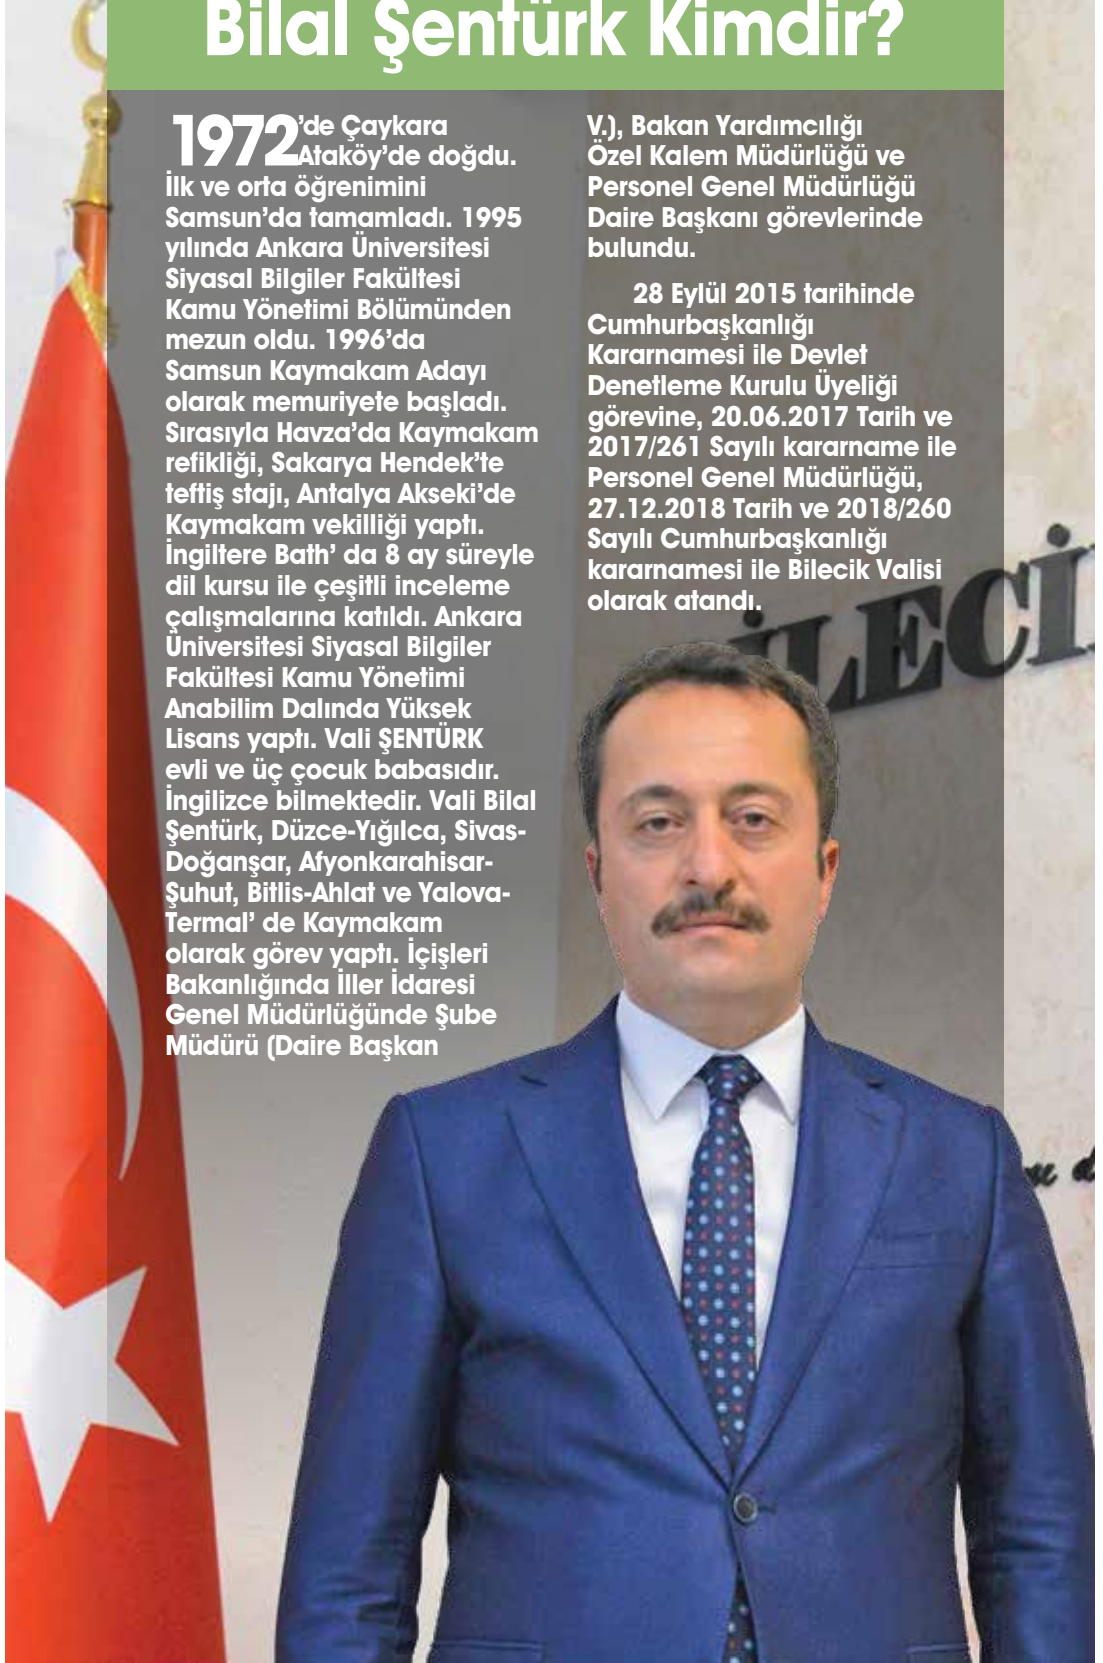 Bilal Şentürk Kimdir?
1972'de Çaykara
Ataköy'de doğdu.
İlk ve orta öğrenimini
Samsun'da tamamladı. 1995
yılında Ankara Üniversitesi
Siyasal Bilgiler Fakültesi
Kamu Yönetimi Bölümünden
mezun oldu. 1996'da
Samsun Kaymakam Adayı
olarak memuriyete başladı.
Sırasıyla Havza'da Kaymakam
refikliği, Sakarya Hendek'te
teftiş stajı, Antalya Akseki'de
Kaymakam vekilliği yaptı.
İngiltere Bath' da 8 ay süreyle
dil kursu ile çeşitli inceleme
çalışmalarına katıldı. Ankara
Üniversitesi Siyasal Bilgiler
Fakültesi Kamu Yönetimi
Anabilim Dalında Yüksek
Lisans yaptı. Vali ŞENTÜRK
evli ve üç çocuk babasıdır.
İngilizce bilmektedir. Vali Bilal
Şentürk, Düzce-Yığılca, Sivas-
Doğanşar, Afyonkarahisar-
Şuhut, Bitlis-Ahlat ve Yalova-
Termal' de Kaymakam
olarak görev yaptı. İçişleri
Bakanlığında İller İdaresi
Genel Müdürlüğünde Şube
Müdürü (Daire Başkan
V.), Bakan Yardımcılığı
Özel Kalem Müdürlüğü ve
Personel Genel Müdürlüğü
Daire Başkanı görevlerinde
bulundu.
28 Eylül 2015 tarihinde
Cumhurbaşkanlığı
Kararnamesi ile Devlet
Denetleme Kurulu Üyeliği
görevine, 20.06.2017 Tarih ve
2017/261 Sayılı kararname ile
Personel Genel Müdürlüğü,
27.12.2018 Tarih ve 2018/260
Sayılı Cumhurbaşkanlığı
kararnamesi ile Bilecik Valisi
olarak atandı.
İLECİ